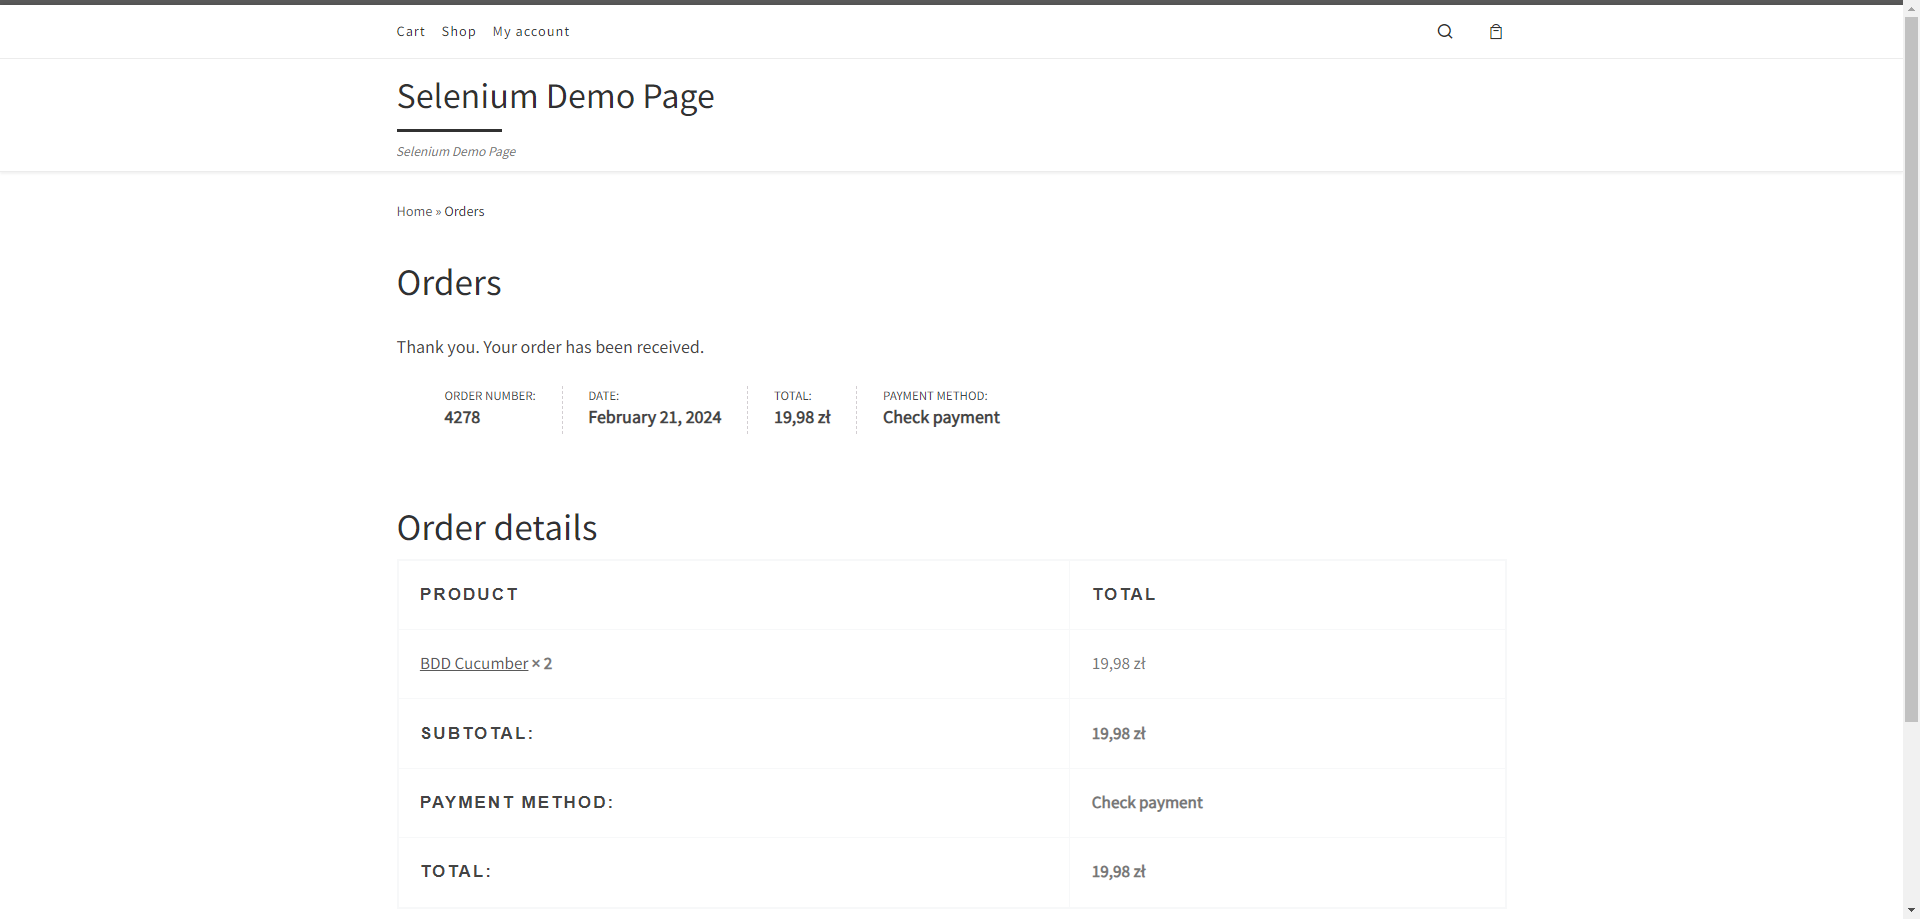 Cart Shop My account
Selenium Demo Page
Selenium Demo Page
Home » Orders
Orders
Thank you. Your order has been received.
ORDER NUMBER: DATE: TOTAL: PAYMENT METHOD:
4278 February 21, 2024 19,98 zł Check payment
Order details
PRODUCT TOTAL
BDD Cucumber × 2 19,98 zł
SUBTOTAL: 19,98 zł
PAYMENT METHOD: Check payment
TOTAL: 19,98 zł